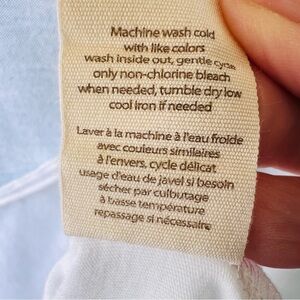 Machine wash cold
with like colors
wash inside out, gentle cycle
only non-chlorine bleach
when needed, tumble dry low
cool iron if needed
Laver à la machine à l'eau froide
avec couleurs similaires
à l'envers, cycle délicat
usage d'eau de javel si besoin
sécher par culbutage
à basse température
repassage si nécessaire